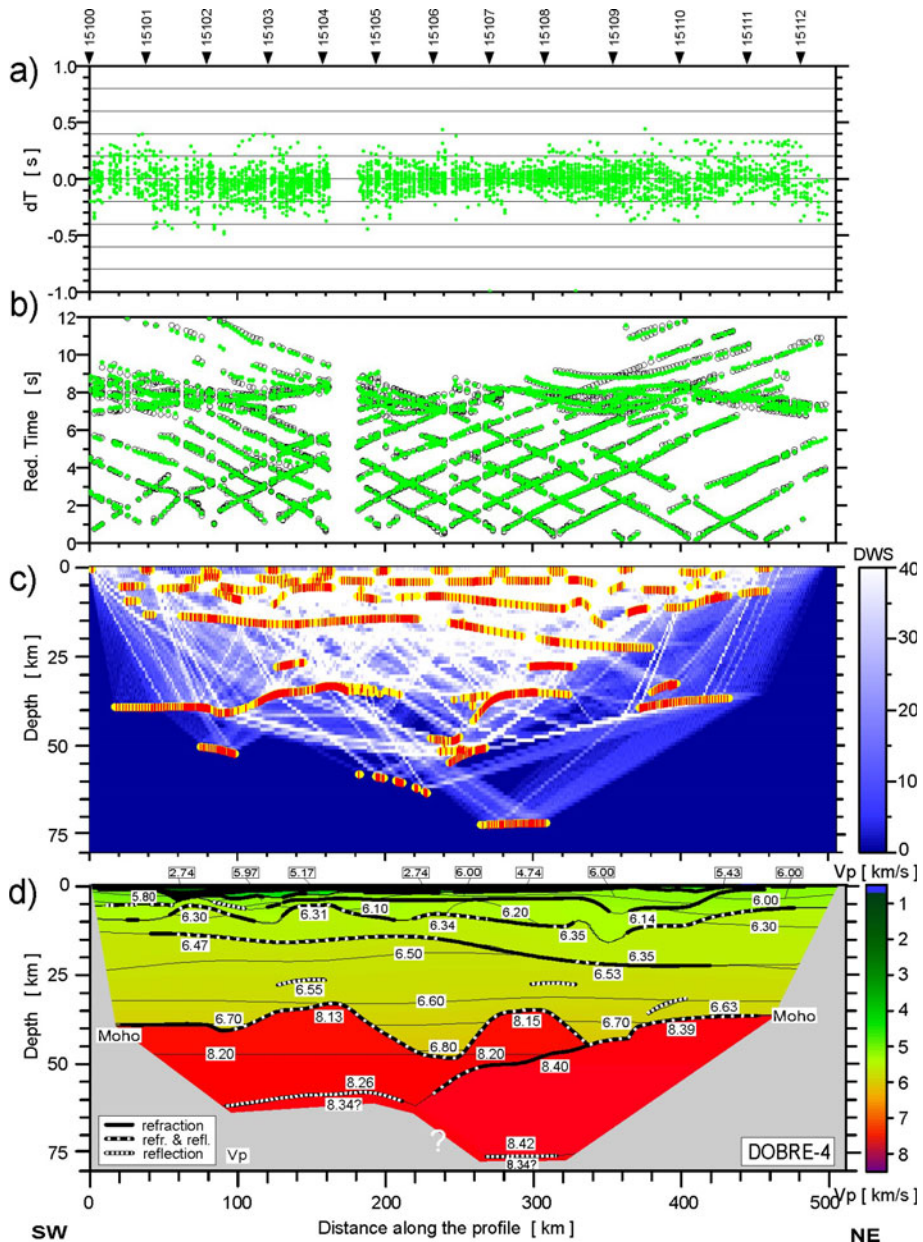 15100 15101 15102 15103 15104 15105 15106 15107 15108 15109 15110 15111 15112
a)
1.0
0.5
0.0
-0.5
-1.0
dT [ s ]
b)
12
10
8
6
4
2
0
Red. Time [ s ]
c)
0
25
50
75
Depth [ km ]
DWS
40
30
20
10
0
2.74 5.97 5.17 2.74 6.00 4.74 6.00 5.43 6.00
Vp [ km/s ]
d)
0
25
50
75
Depth [ km ]
5.80 6.00
6.30 6.31 6.10 6.20 6.14 6.30
6.34 6.35
6.47 6.50 6.35
6.53
6.55
6.60 6.63
6.70 8.13 8.15 6.70 8.39
Moho Moho
8.20 6.80 8.20 8.40
8.26
8.34?
refraction
refr. & refl.
reflection
Vp
?
8.42
8.34?
DOBRE-4
1
2
3
4
5
6
7
8
Vp [ km/s ]
0 100 200 300 400 500
Distance along the profile [ km ]
SW NE